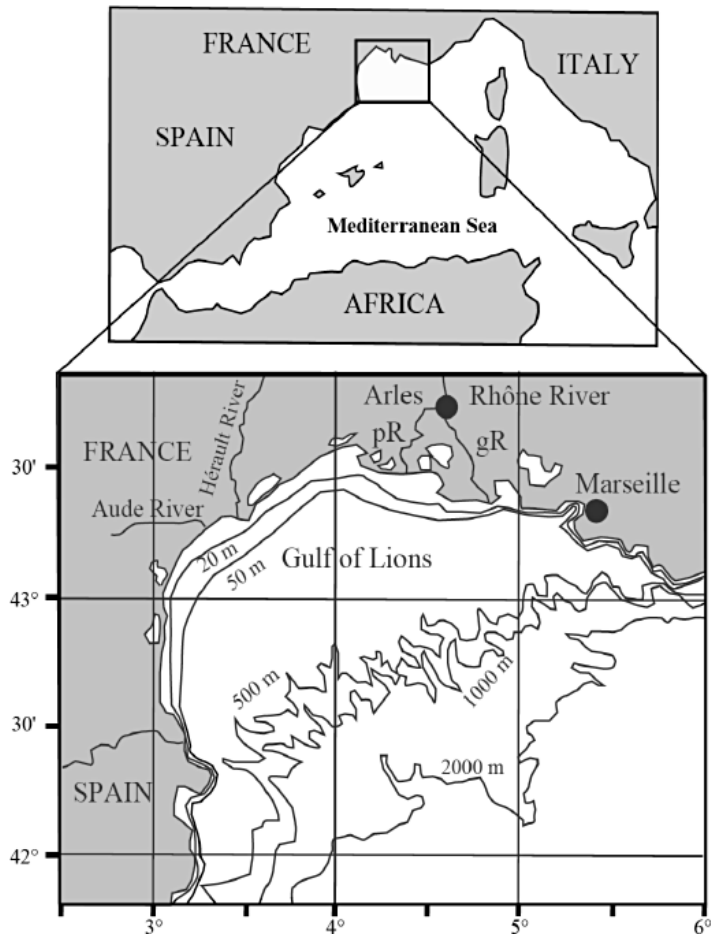 FRANCE
ITALY
SPAIN
Mediterranean Sea
AFRICA
Arles
Rhône River
pR
gR
Hérault River
FRANCE
30'
Marseille
Aude River
20 m
50 m
Gulf of Lions
43°
500 m
1000 m
30'
2000 m
SPAIN
42°
3°
4°
5°
6°